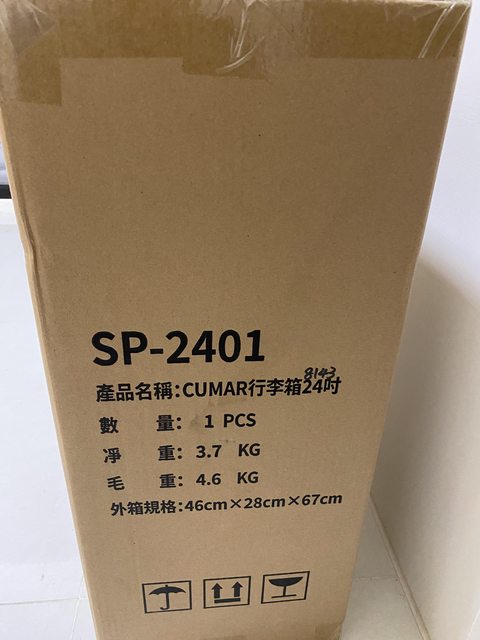 SP-2401
8143
產品名稱:CUMAR行李箱24吋
數 量: 1 PCS
凈 重: 3.7 KG
毛 重: 4.6 KG
外箱規格:46cm×28cm×67cm